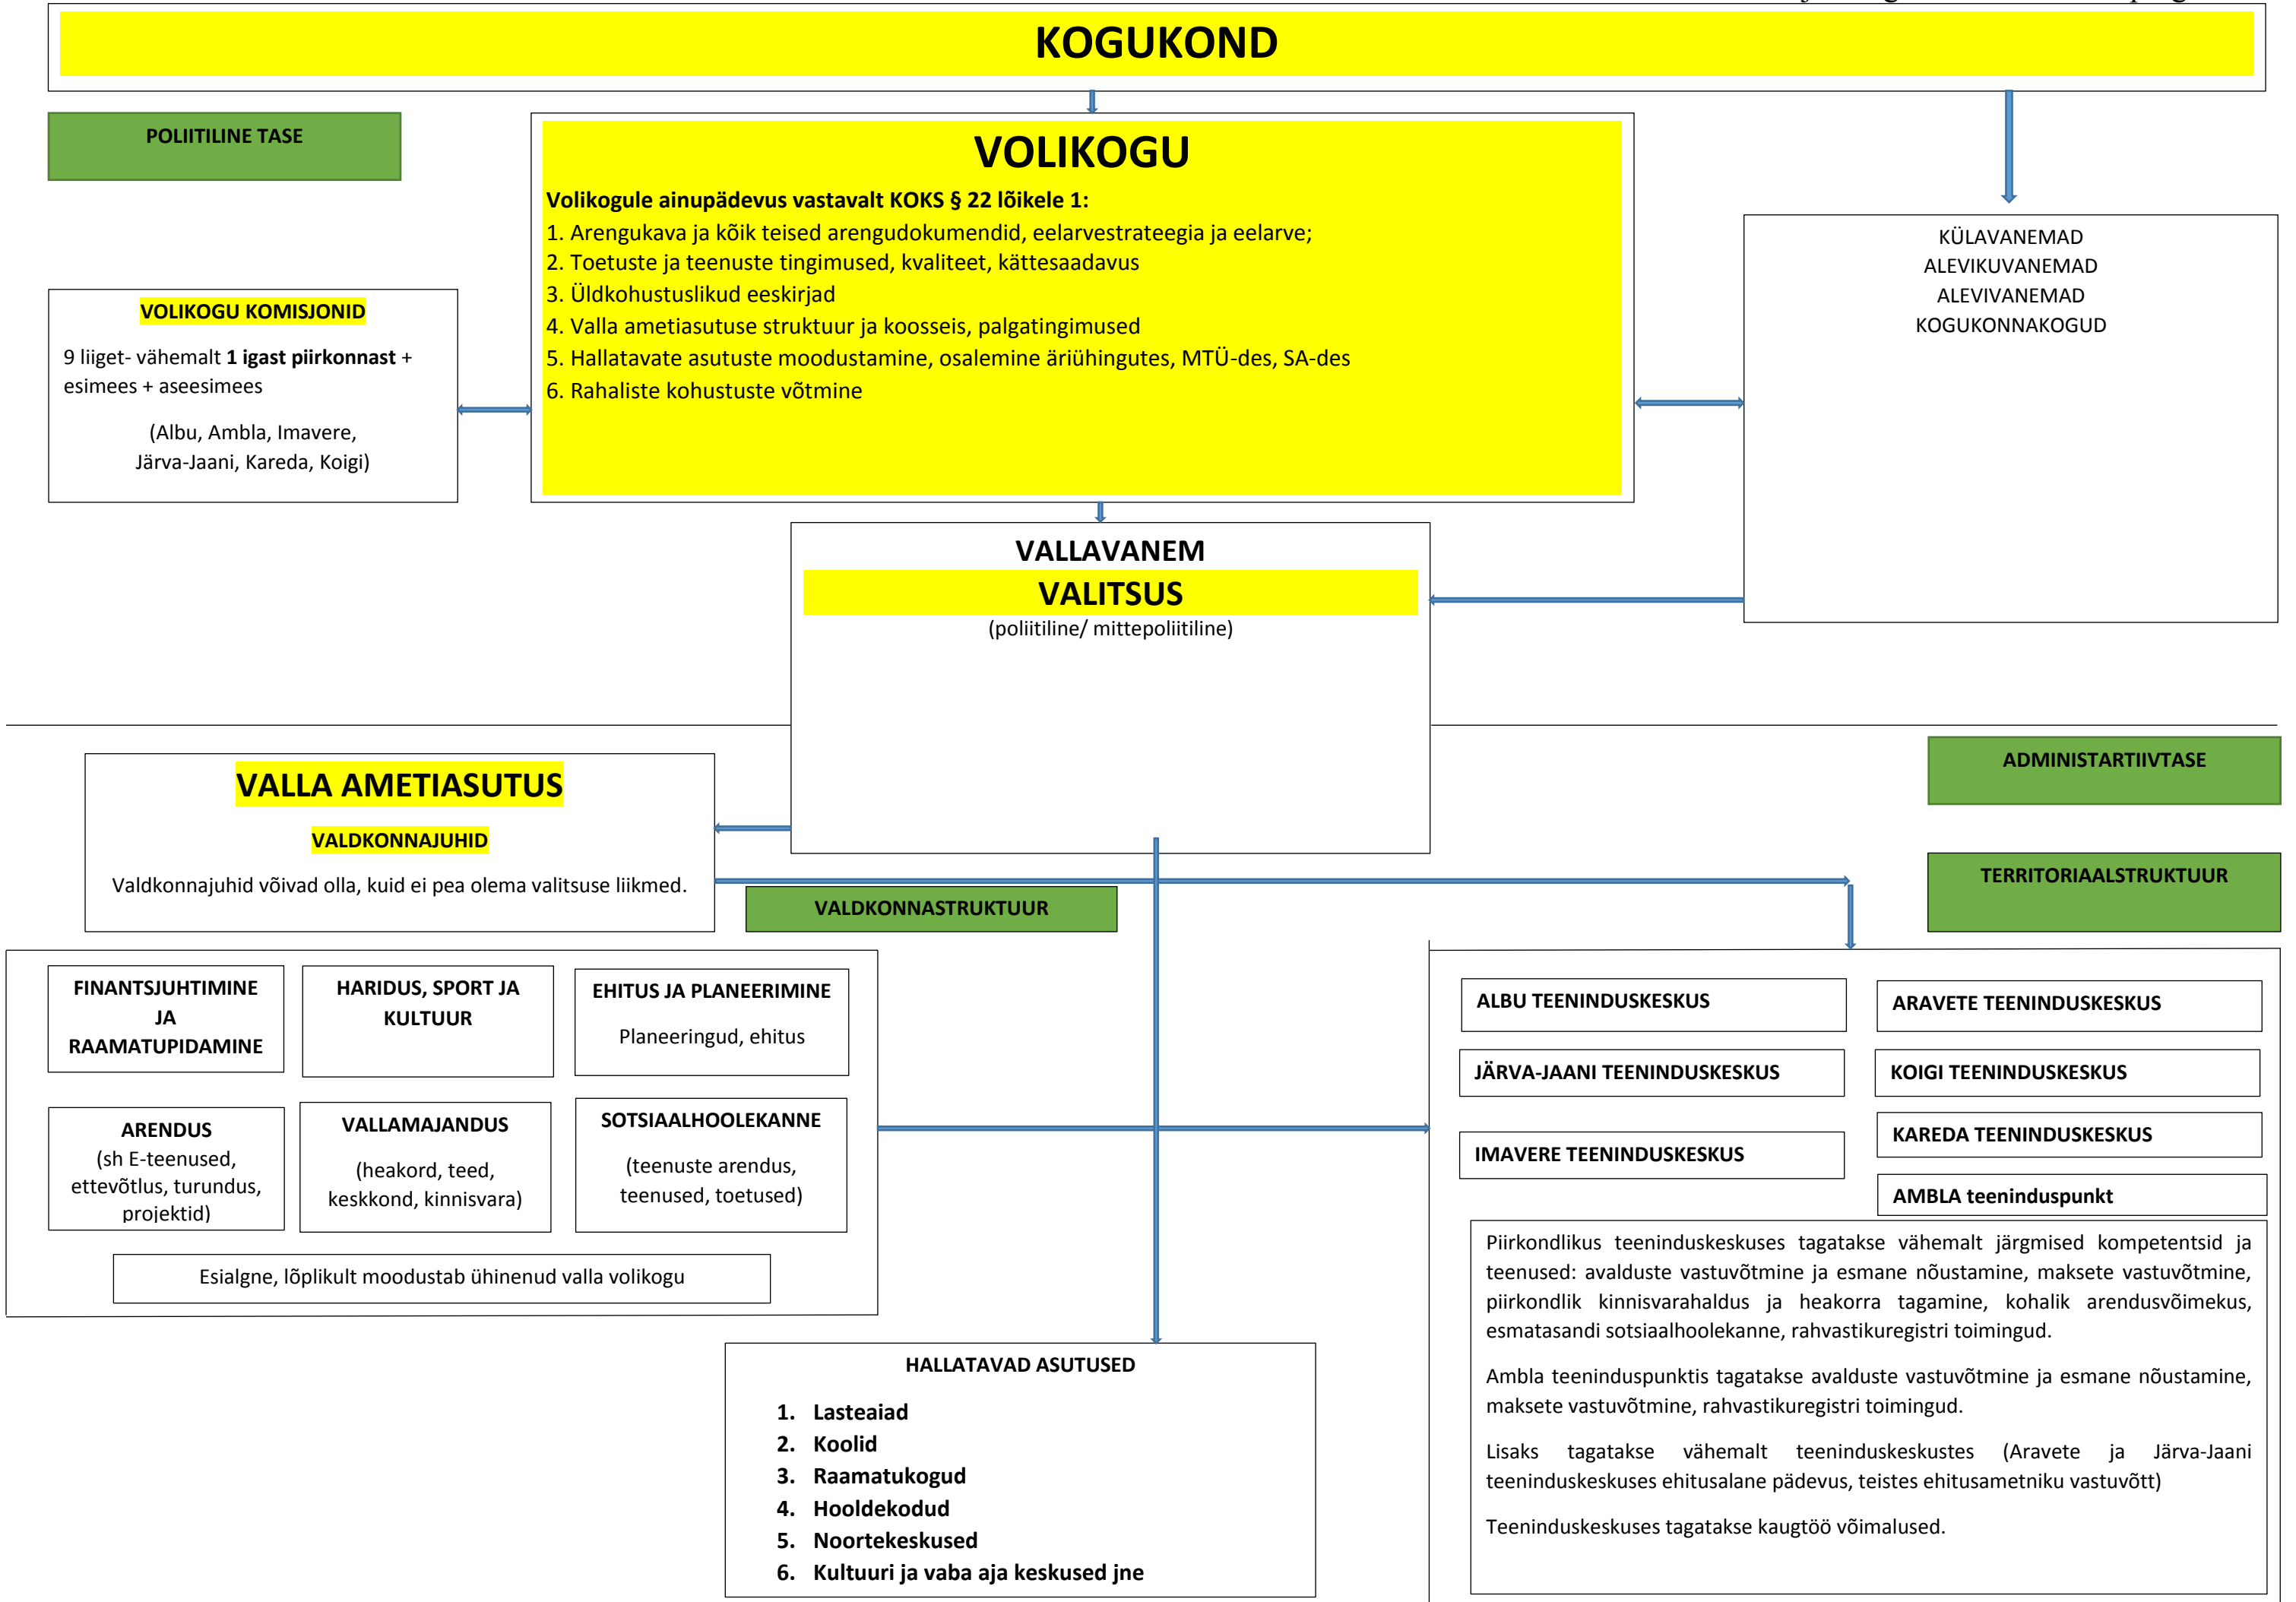 KOGUKOND
POLIITILINE TASE
VOLIKOGU
Volikogule ainupädevus vastavalt KOKS § 22 lõikele 1:
1. Arengukava ja kõik teised arengudokumendid, eelarvestrateegia ja eelarve;
2. Toetuste ja teenuste tingimused, kvaliteet, kättesaadavus
3. Üldkohustuslikud eeskirjad
4. Valla ametiasutuse struktuur ja koosseis, palgatingimused
5. Hallatavate asutuste moodustamine, osalemine äriühingutes, MTÜ-des, SA-des
6. Rahaliste kohustuste võtmine
KÜLAVANEMAD
ALEVIKUVANEMAD
ALEVIVANEMAD
KOGUKONNAKOGUD
VOLIKOGU KOMISJONID
9 liiget- vähemalt 1 igast piirkonnast +
esimees + aseesimees
(Albu, Ambla, Imavere,
Järva-Jaani, Kareda, Koigi)
VALLAVANEM
VALITSUS
(poliitiline/ mittepoliitiline)
VALLA AMETIASUTUS
VALDKONNAJUHID
Valdkonnajuhid võivad olla, kuid ei pea olema valitsuse liikmed.
ADMINISTARTIIVTASE
TERRITORIAALSTRUKTUUR
VALDKONNASTRUKTUUR
FINANTSJUHTIMINE
JA
RAAMATUPIDAMINE
HARIDUS, SPORT JA
KULTUUR
EHITUS JA PLANEERIMINE
Planeeringud, ehitus
ARENDUS
(sh E-teenused,
ettevõtlus, turundus,
projektid)
VALLAMAJANDUS
(heakord, teed,
keskkond, kinnisvara)
SOTSIAALHOOLEKANNE
(teenuste arendus,
teenused, toetused)
Esialgne, lõplikult moodustab ühinenud valla volikogu
ALBU TEENINDUSKESKUS
ARAVETE TEENINDUSKESKUS
JÄRVA-JAANI TEENINDUSKESKUS
KOIGI TEENINDUSKESKUS
IMAVERE TEENINDUSKESKUS
KAREDA TEENINDUSKESKUS
AMBLA teeninduspunkt
Piirkondlikus teeninduskeskuses tagatakse vähemalt järgmised kompetentsid ja
teenused: avalduste vastuvõtmine ja esmane nõustamine, maksete vastuvõtmine,
piirkondlik kinnisvarahaldus ja heakorra tagamine, kohalik arendusvõimekus,
esmatasandi sotsiaalhoolekanne, rahvastikuregistri toimingud.
Ambla teeninduspunktis tagatakse avalduste vastuvõtmine ja esmane nõustamine,
maksete vastuvõtmine, rahvastikuregistri toimingud.
Lisaks tagatakse vähemalt teeninduskeskustes (Aravete ja Järva-Jaani
teeninduskeskuses ehitusalane pädevus, teistes ehitusametniku vastuvõtt)
Teeninduskeskuses tagatakse kaugtöö võimalused.
HALLATAVAD ASUTUSED
1. Lasteaiad
2. Koolid
3. Raamatukogud
4. Hooldekodud
5. Noortekeskused
6. Kultuuri ja vaba aja keskused jne